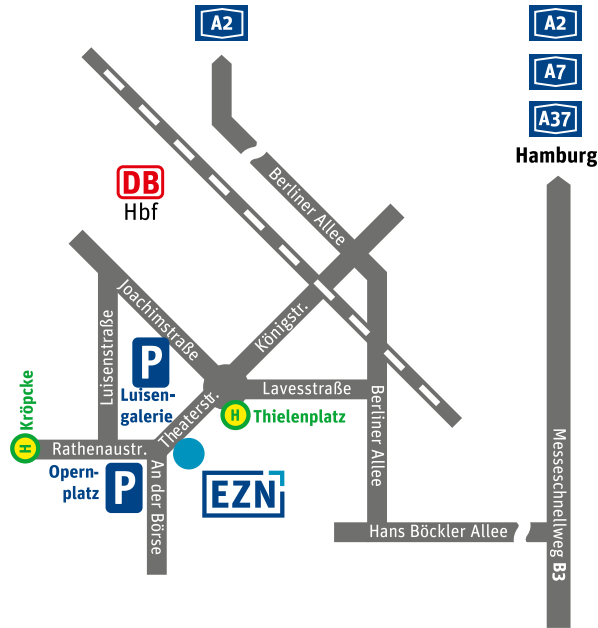 A2
A2
A7
A37
Hamburg
DB
Hbf
Berliner Allee
Joachimstraße
Königstr.
Luisenstraße
P
Luisen-
galerie
Lavesstraße
H
Thielenplatz
Theaterstr.
Kröpcke
H
Rathenaustr.
Opern-
platz
P
An der Börse
EZN
Berliner Allee
Hans Böckler Allee
Messeschnellweg B3